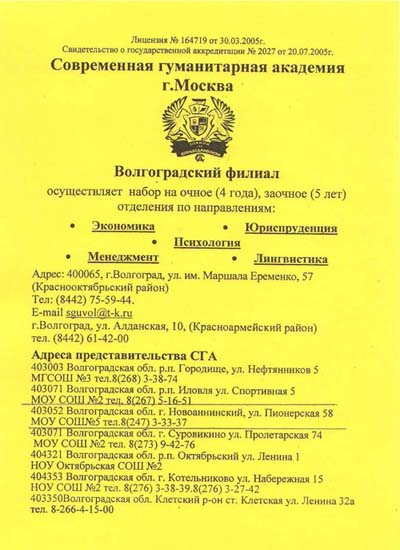 Лицензия № 164719 от 30.03.2005г.
Свидетельство о государственной аккредитации № 2027 от 20.07.2005г.
Современная гуманитарная академия
г.Москва
Волгоградский филиал
осуществляет набор на очное (4 года), заочное (5 лет)
отделения по направлениям:
• Экономика • Юриспруденция
• Психология
• Менеджмент • Лингвистика
Адрес: 400065, г.Волгоград, ул. им. Маршала Еременко, 57
(Краснооктябрьский район)
Тел: (8442) 75-59-44.
E-mail sguvol@t-k.ru
г.Волгоград, ул. Алданская, 10, (Красноармейский район)
тел. (8442) 61-42-00
Адреса представительства СГА
403003 Волгоградская обл. р.п. Городище, ул. Нефтянников 5
МГСОШ №3 тел.8(268) 3-38-74
403071 Волгоградская обл. р.п. Иловля ул. Спортивная 5
МОУ СОШ №2 тел. 8(267) 5-16-51
403052 Волгоградская обл. г. Новоаннинский, ул. Пионерская 58
МОУ СОШ№5 тел.8(247) 3-33-37
403071 Волгоградская обл. г. Суровикино ул. Пролетарская 74
МОУ СОШ №2 тел. 8(273) 9-42-76
404321 Волгоградская обл. р.п. Октябрьский ул. Ленина 1
НОУ Октябрьская СОШ №2
404353 Волгоградская обл. г. Котельниково ул. Набережная 15
НОУ СОШ №2 тел. 8(276) 3-38-39.8(276) 3-27-42
403350Волгоградская обл. Клетский р-он ст. Клетская ул. Ленина 32а
тел. 8-266-4-15-00